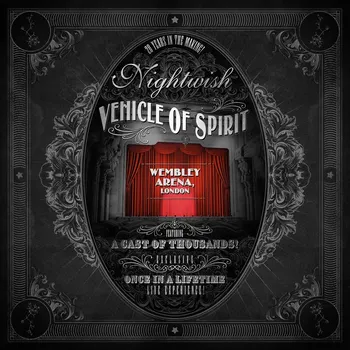 20 YEARS IN THE MAKING!
Nightwish
VEHICLE OF SPIRIT
WEMBLEY
ARENA,
LONDON
FEATURING
A CAST OF THOUSANDS!
EXCLUSIVE
ONCE IN A LIFETIME
LIVE EXPERIENCE!